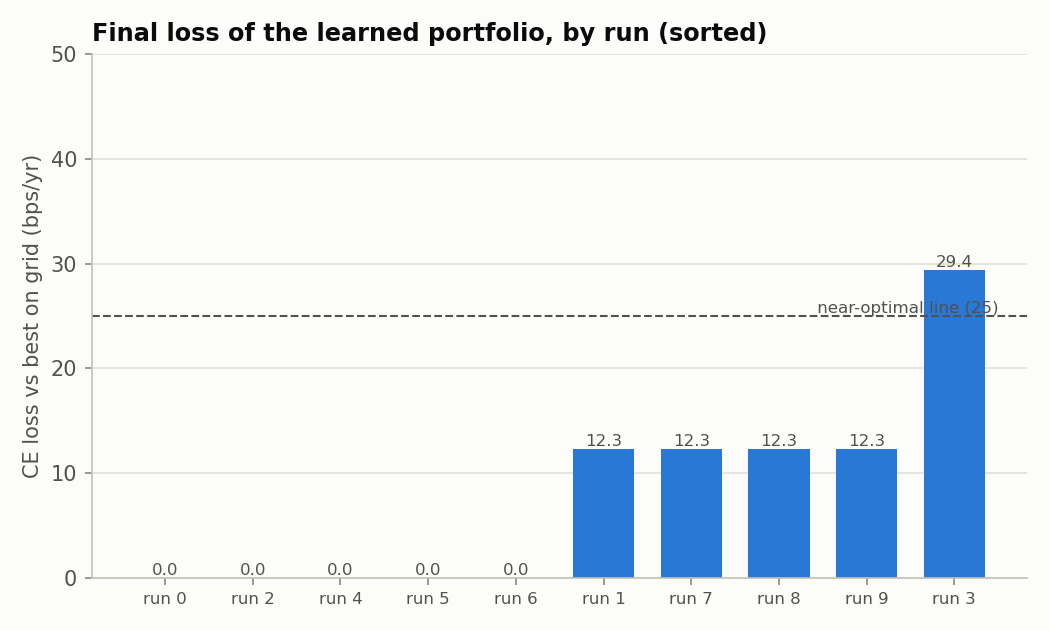 Final loss of the learned portfolio, by run (sorted)
CE loss vs best on grid (bps/yr)
50
40
30
20
10
0
29.4
near-optimal line (25)
12.3 12.3 12.3 12.3
0.0 0.0 0.0 0.0 0.0
run 0 run 2 run 4 run 5 run 6 run 1 run 7 run 8 run 9 run 3